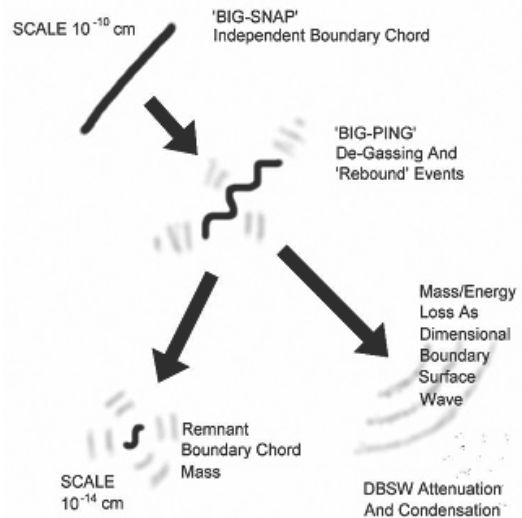 SCALE 10⁻¹⁰ cm
'BIG-SNAP'
Independent Boundary Chord
'BIG-PING'
De-Gassing And
'Rebound' Events
Mass/Energy
Loss As
Dimensional
Boundary
Surface
Wave
Remnant
Boundary Chord
Mass
SCALE
10⁻¹⁴ cm
DBSW Attenuation
And Condensation